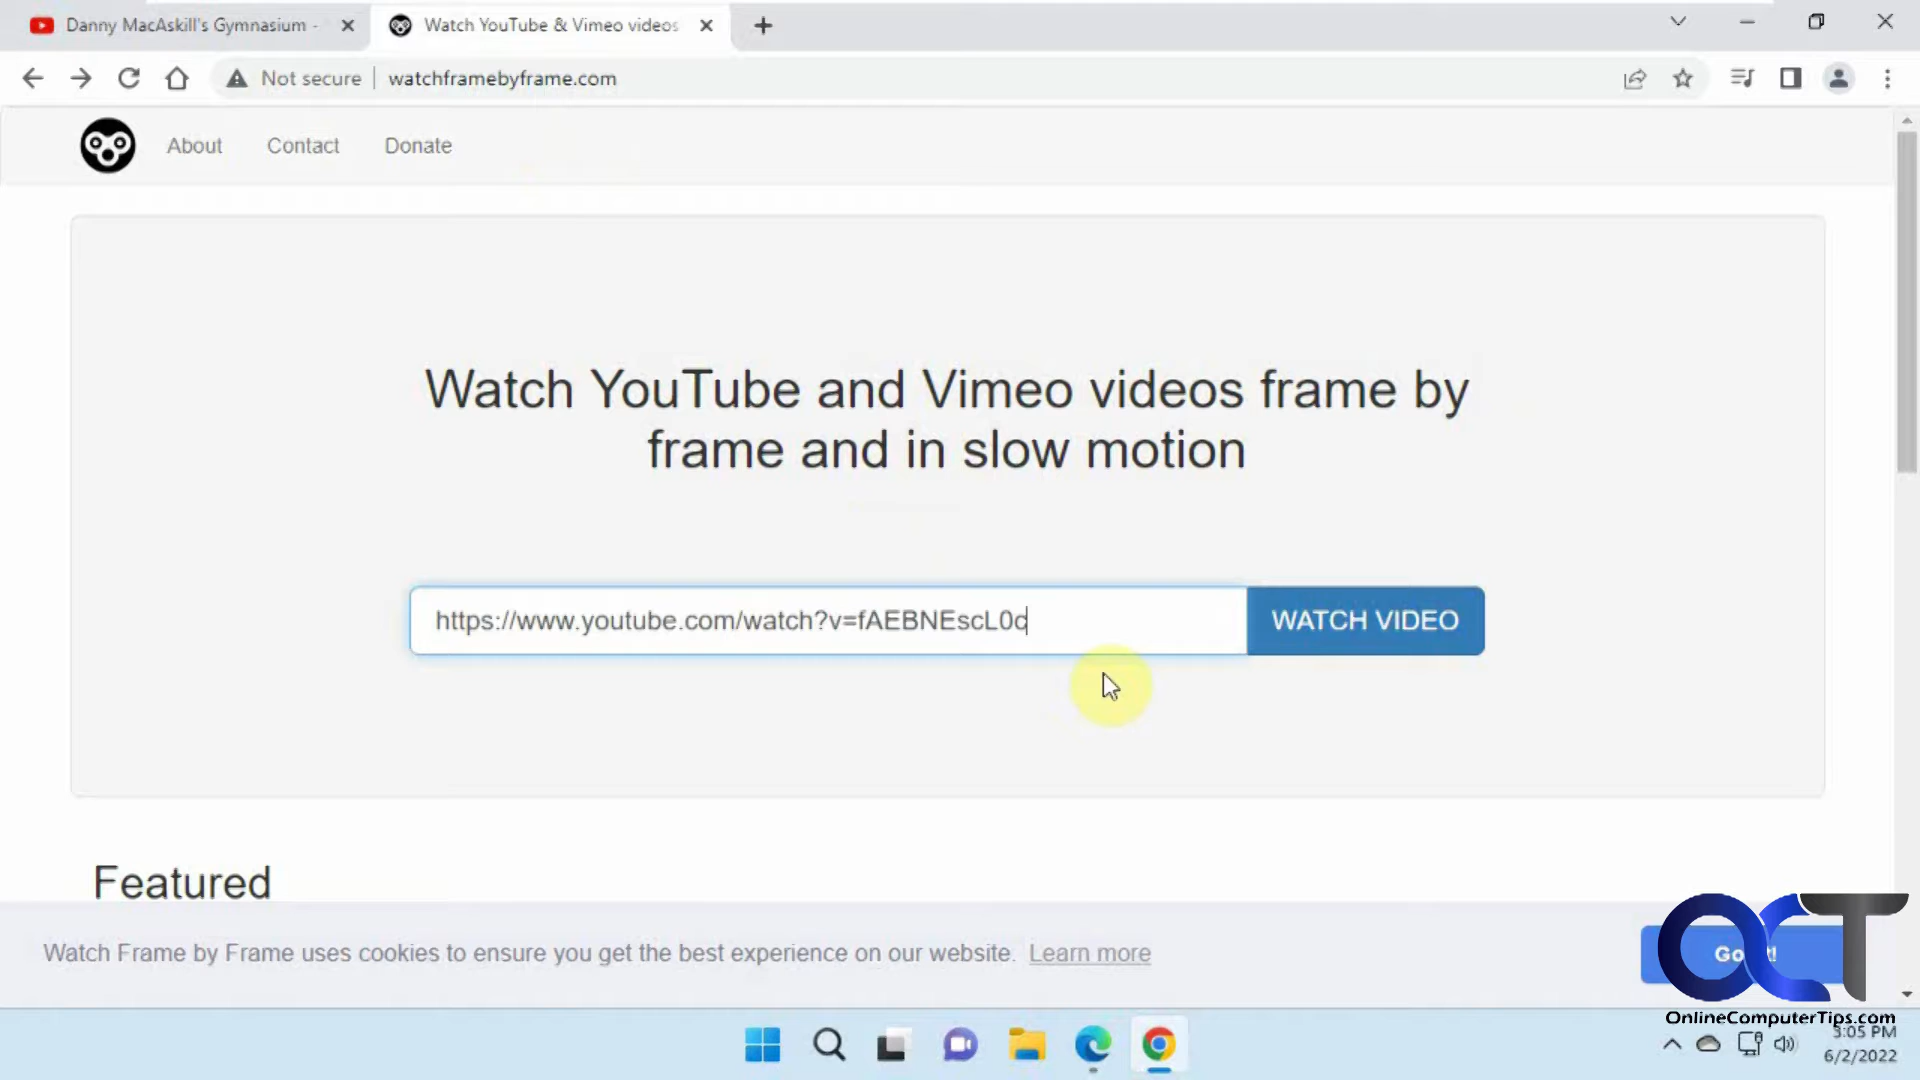 Danny MacAskill's Gymnasium -
Watch YouTube & Vimeo videos
Not secure
watchframebyframe.com
About
Contact
Donate
Watch YouTube and Vimeo videos frame by
frame and in slow motion
https://www.youtube.com/watch?v=fAEBNEscL0c
WATCH VIDEO
Featured
Watch Frame by Frame uses cookies to ensure you get the best experience on our website. Learn more
OCT
OnlineComputerTips.com
3:05 PM
6/2/2022